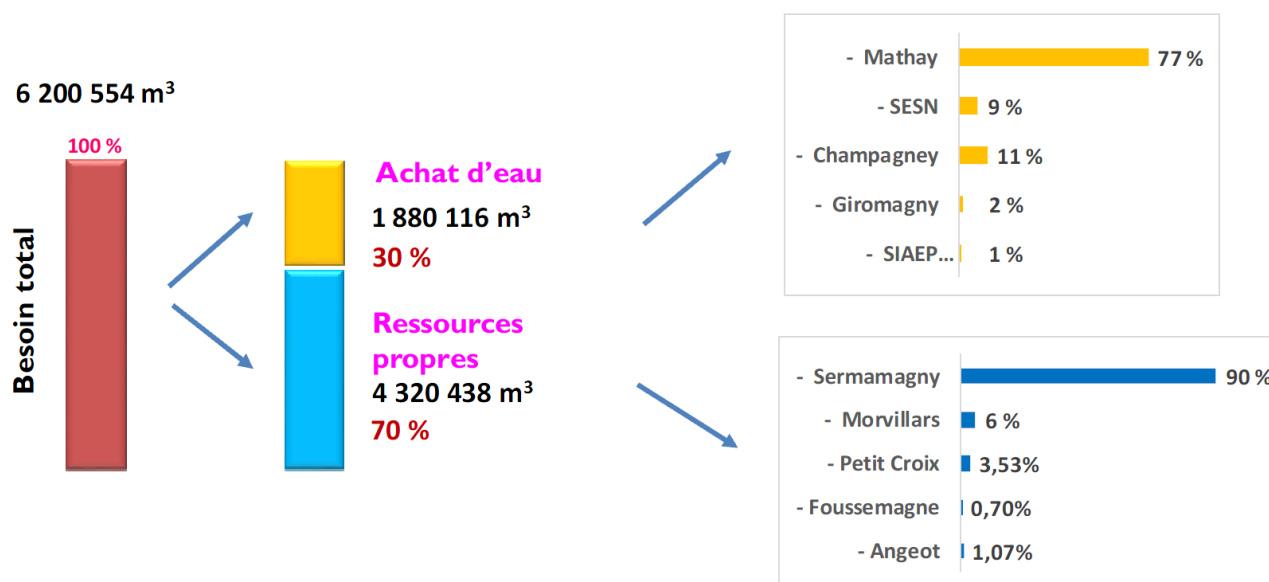 6 200 554 m³
100 %
Besoin total
Achat d'eau
1 880 116 m³
30 %
Ressources
propres
4 320 438 m³
70 %
- Mathay 77 %
- SESN 9 %
- Champagney 11 %
- Giromagny 2 %
- SIAEP... 1 %
- Sermamagny 90 %
- Morvillars 6 %
- Petit Croix 3,53%
- Foussemagne 0,70%
- Angeot 1,07%